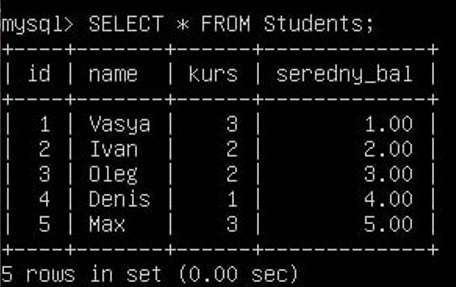 mysql> SELECT * FROM Students;
+----+-------+------+-------------+
| id | name  | kurs | seredny_bal |
+----+-------+------+-------------+
|  1 | Vasya |    3 |        1.00 |
|  2 | Ivan  |    2 |        2.00 |
|  3 | Oleg  |    2 |        3.00 |
|  4 | Denis |    1 |        4.00 |
|  5 | Max   |    3 |        5.00 |
+----+-------+------+-------------+
5 rows in set (0.00 sec)